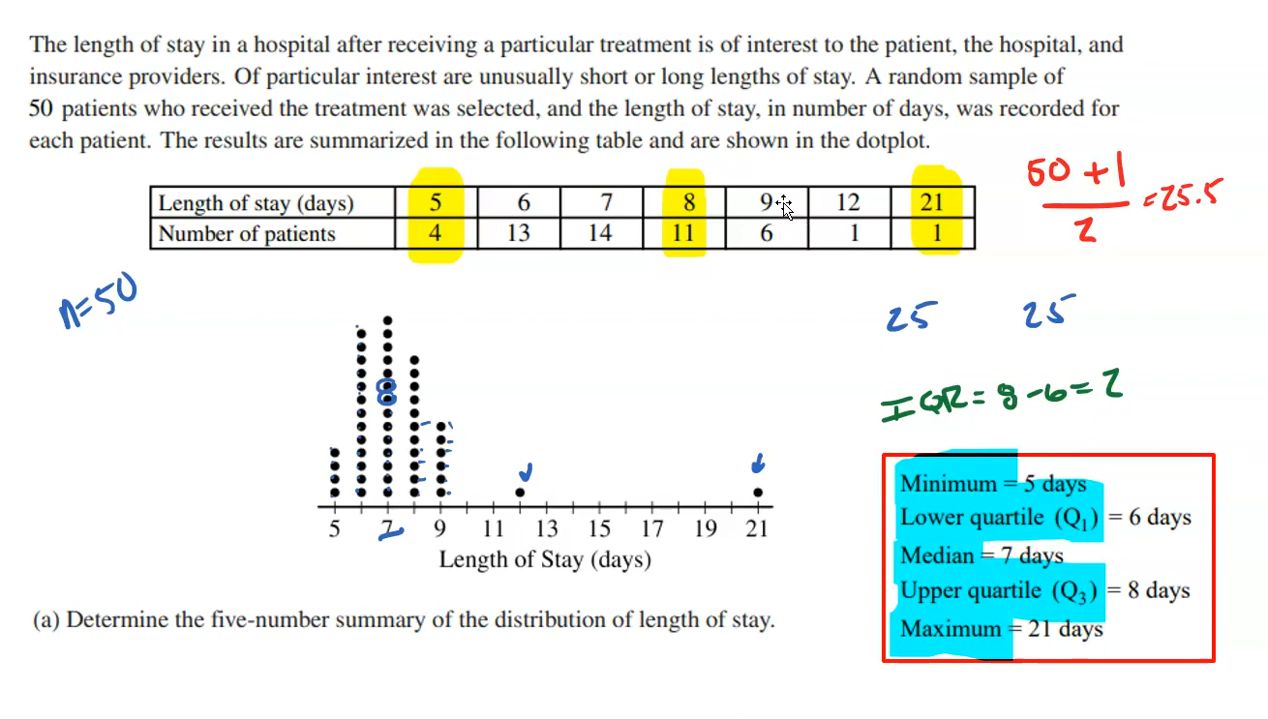 The length of stay in a hospital after receiving a particular treatment is of interest to the patient, the hospital, and
insurance providers. Of particular interest are unusually short or long lengths of stay. A random sample of
50 patients who received the treatment was selected, and the length of stay, in number of days, was recorded for
each patient. The results are summarized in the following table and are shown in the dotplot.
50 + 1
2
= 25.5
Length of stay (days) 5 6 7 8 9 12 21
Number of patients 4 13 14 11 6 1 1
n=50
25 25
IQR = 8 - 6 = 2
5 7 9 11 13 15 17 19 21
Length of Stay (days)
Minimum = 5 days
Lower quartile (Q₁) = 6 days
Median = 7 days
Upper quartile (Q₃) = 8 days
Maximum = 21 days
(a) Determine the five-number summary of the distribution of length of stay.